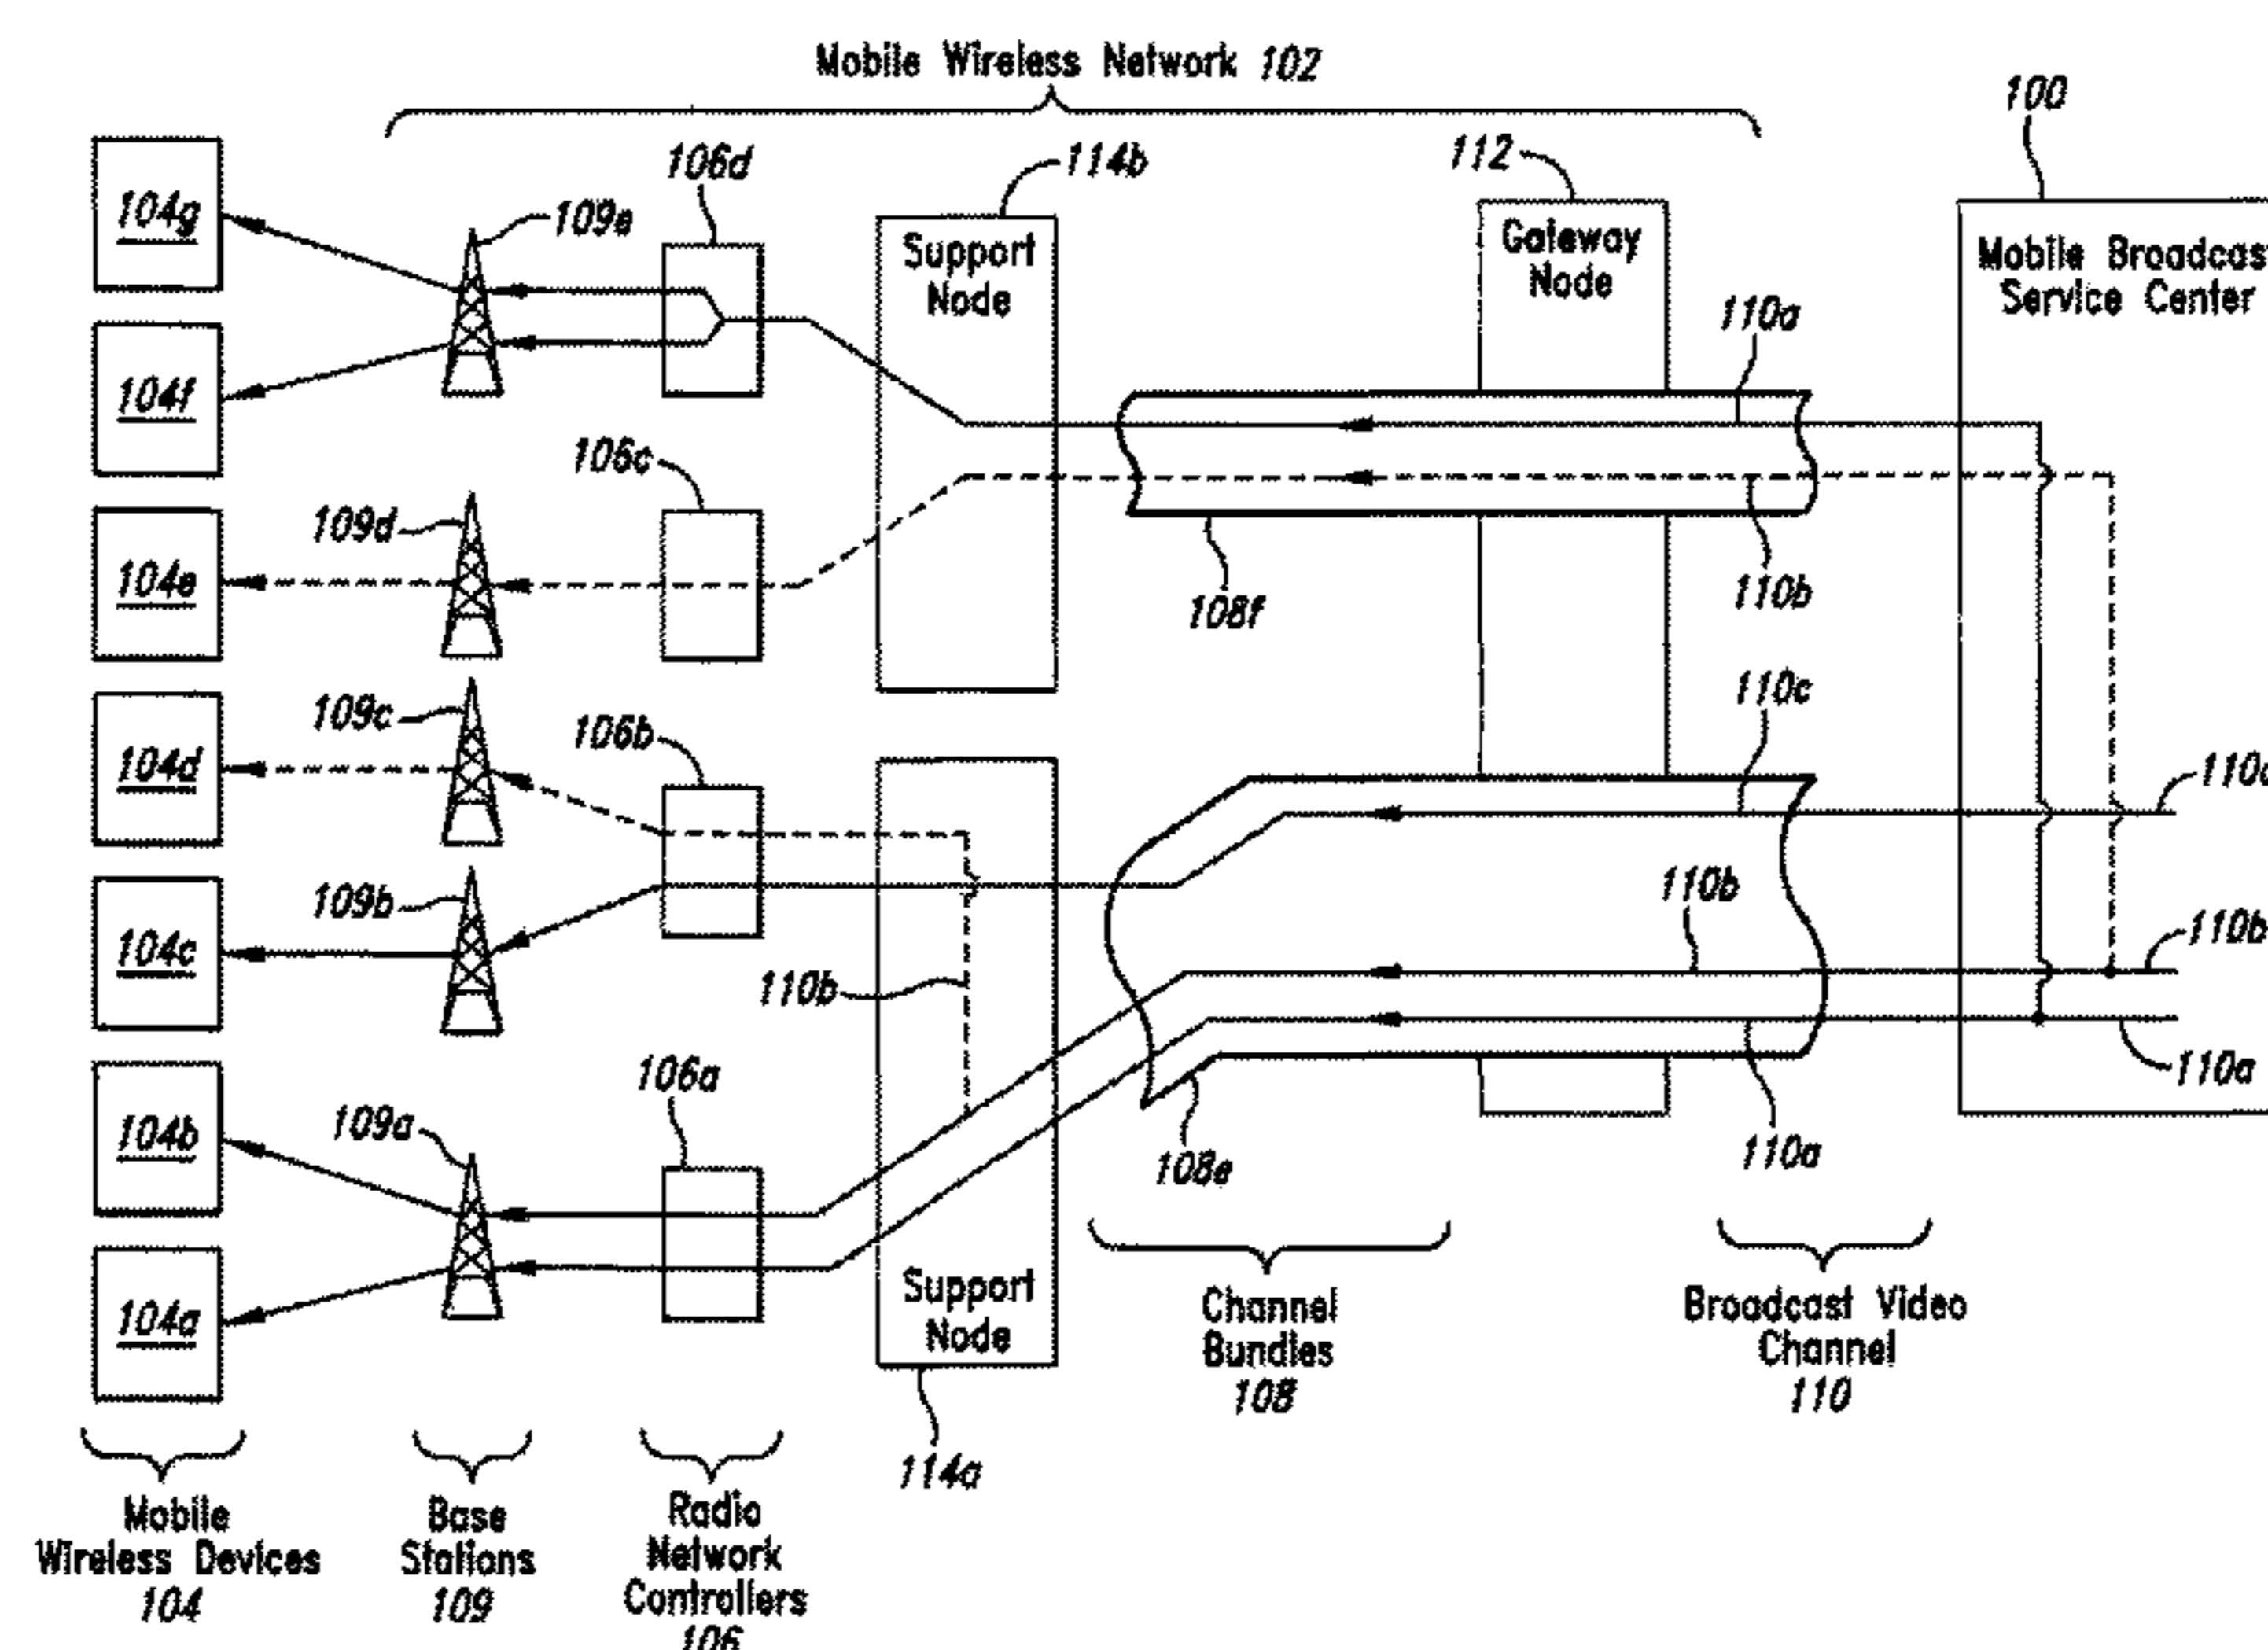 Mobile Wireless Network 102
100
106d
114b
112
104g
109e
Support
Node
Gateway
Node
Mobile Broadcas
Service Center
110a
104f
106c
109d
104e
108f
110b
109c
106b
110c
104d
110c
109b
110b
104c
110b
110b
106a
110a
104b
109a
108e
110a
104a
Support
Node
Channel
Bundles
108
Broadcast Video
Channel
110
114a
Mobile
Wireless Devices
104
Base
Stations
109
Radio
Network
Controllers
106